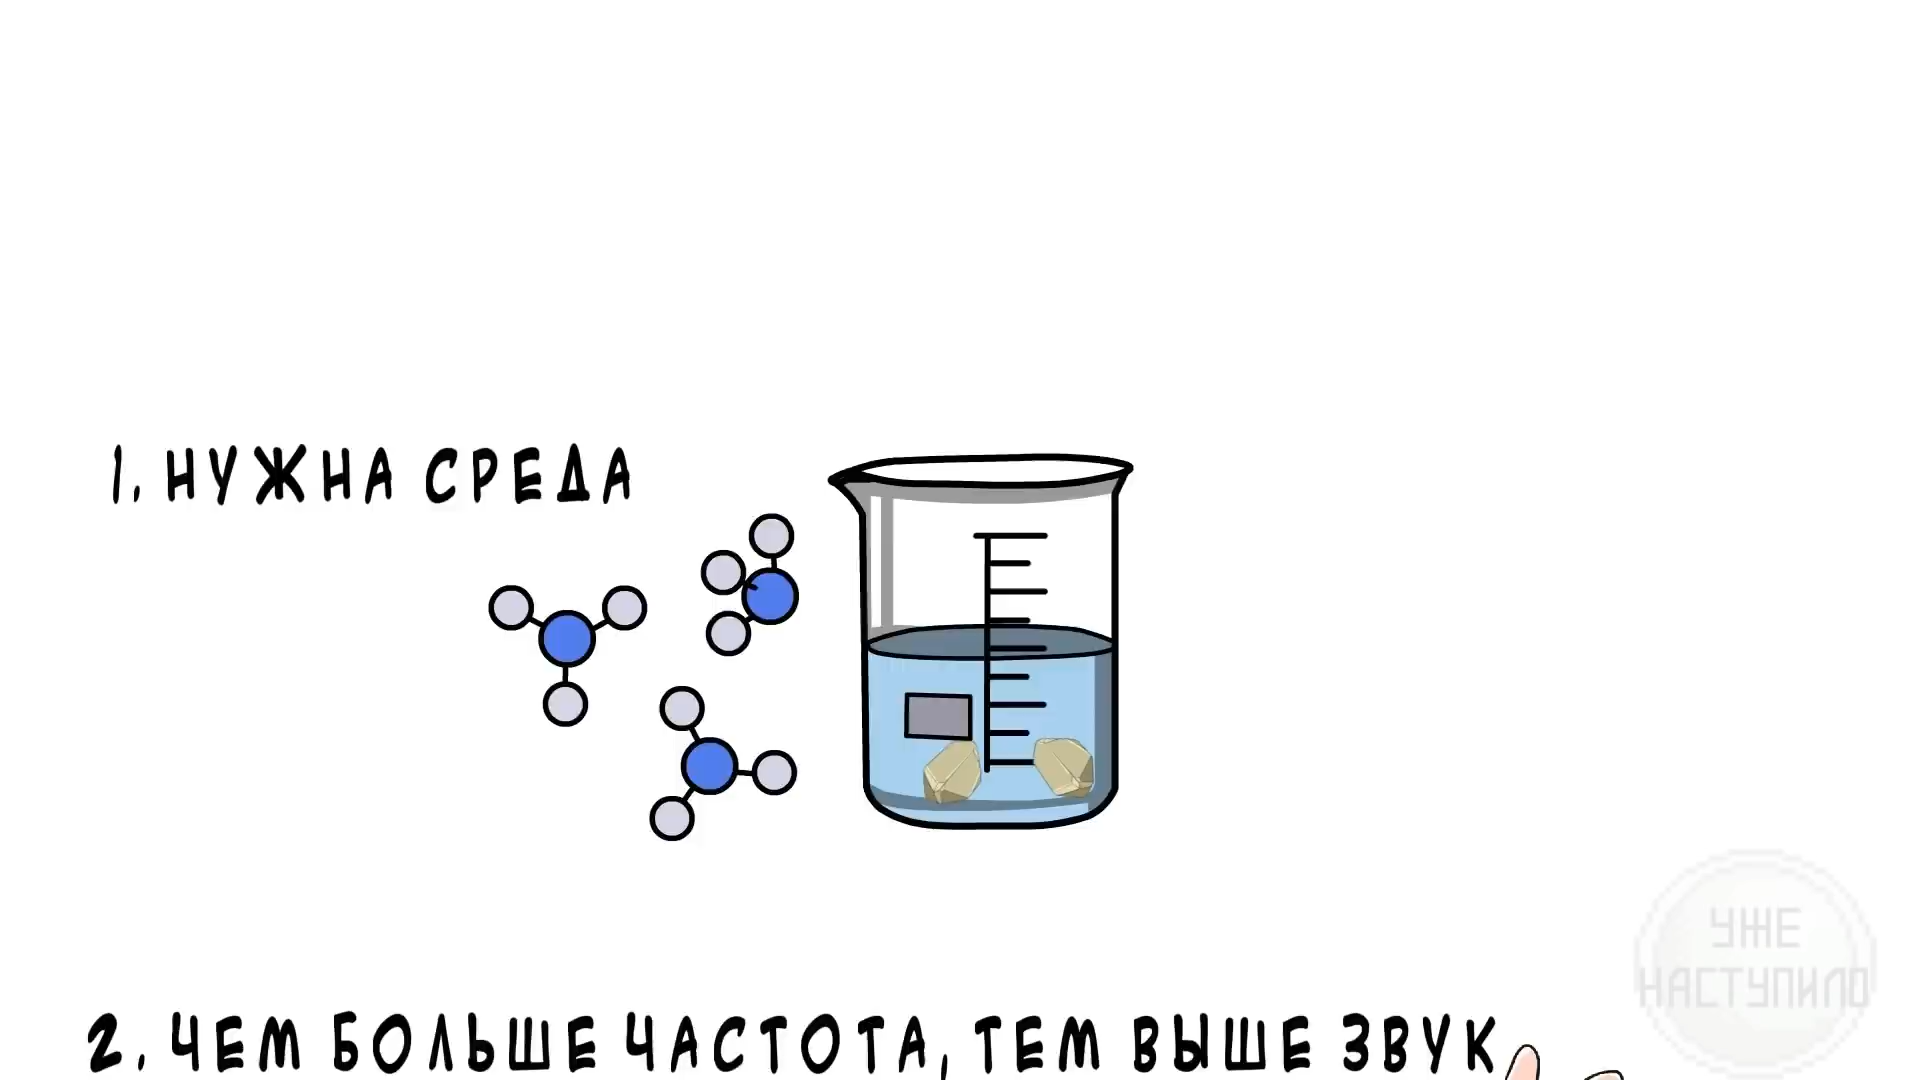 1. НУЖНА СРЕДА
УЖЕ
НАСТУПИЛО
2. ЧЕМ БОЛЬШЕ ЧАСТОТА, ТЕМ ВЫШЕ ЗВУК